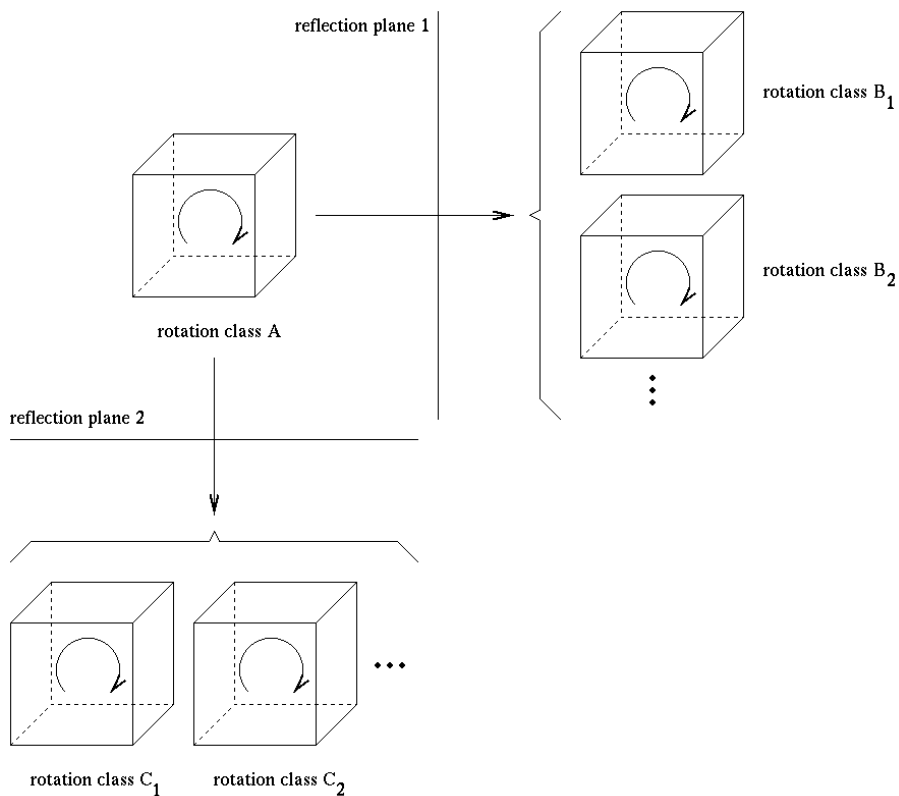 reflection plane 1
rotation class B1
rotation class B2
rotation class A
reflection plane 2
rotation class C1
rotation class C2